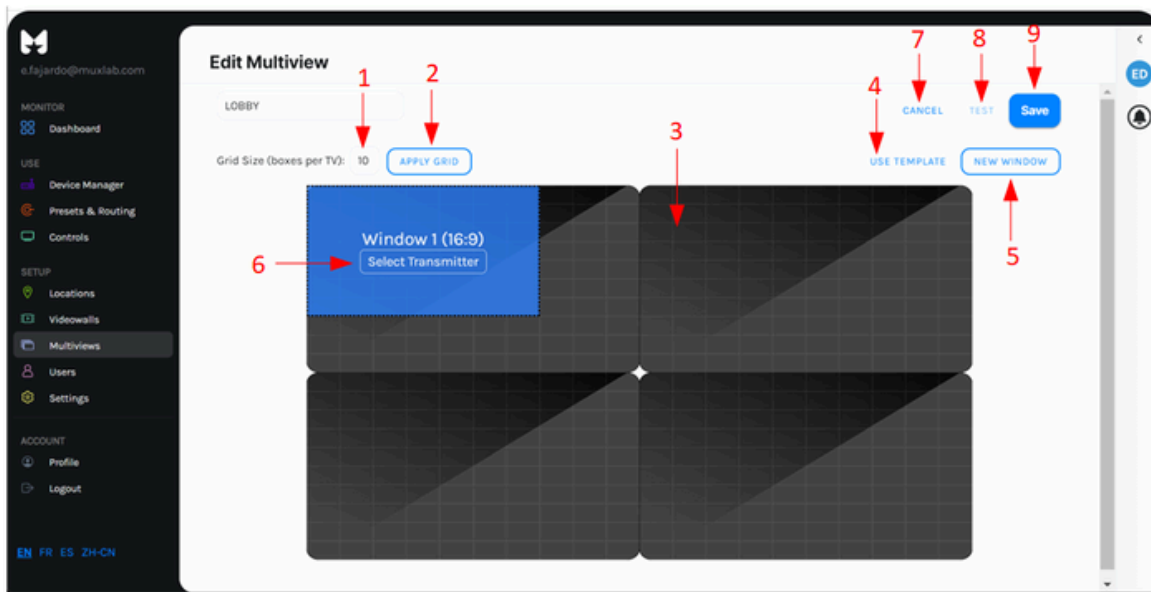 e.fajardo@muxlab.com
MONITOR
Dashboard
USE
Device Manager
Presets & Routing
Controls
SETUP
Locations
Videowalls
Multiviews
Users
Settings
ACCOUNT
Profile
Logout
EN FR ES ZH-CN
Edit Multiview
1
2
3
4
7
8
9
LOBBY
CANCEL
TEST
Save
ED
Grid Size (boxes per TV):
10
APPLY GRID
USE TEMPLATE
NEW WINDOW
Window 1 (16:9)
6
Select Transmitter
5